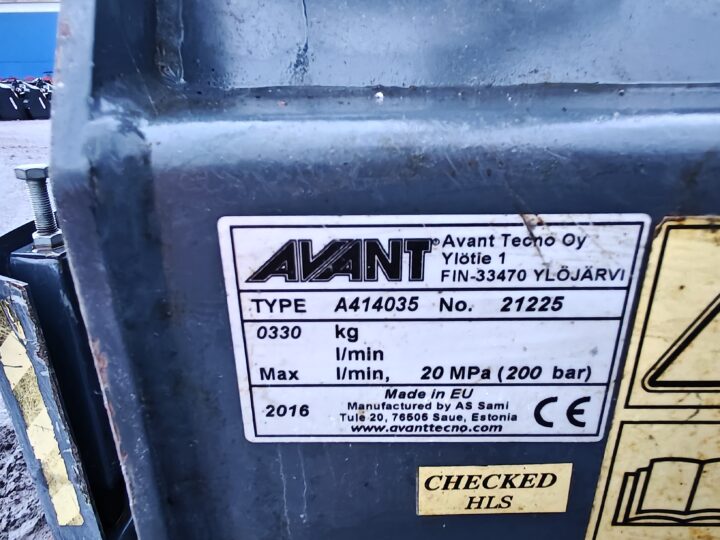 AVANT® Avant Tecno Oy
Ylötie 1
FIN-33470 YLÖJÄRVI
TYPE A414035 No. 21225
0330 kg
l/min
Max l/min, 20 MPa (200 bar)
Made in EU
2016 Manufactured by AS Sami
Tule 20, 76505 Saue, Estonia
www.avanttecno.com
CE
CHECKED
HLS